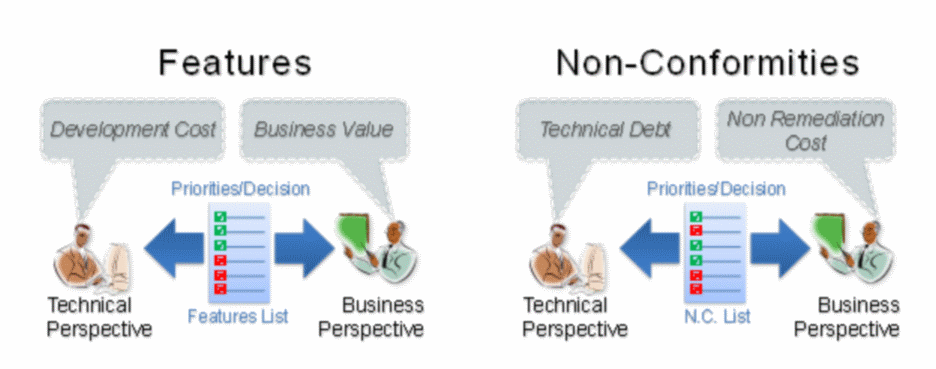 Features
Development Cost
Business Value
Priorities/Decision
Technical
Perspective
Features List
Business
Perspective
Non-Conformities
Technical Debt
Non Remediation
Cost
Priorities/Decision
Technical
Perspective
N.C. List
Business
Perspective